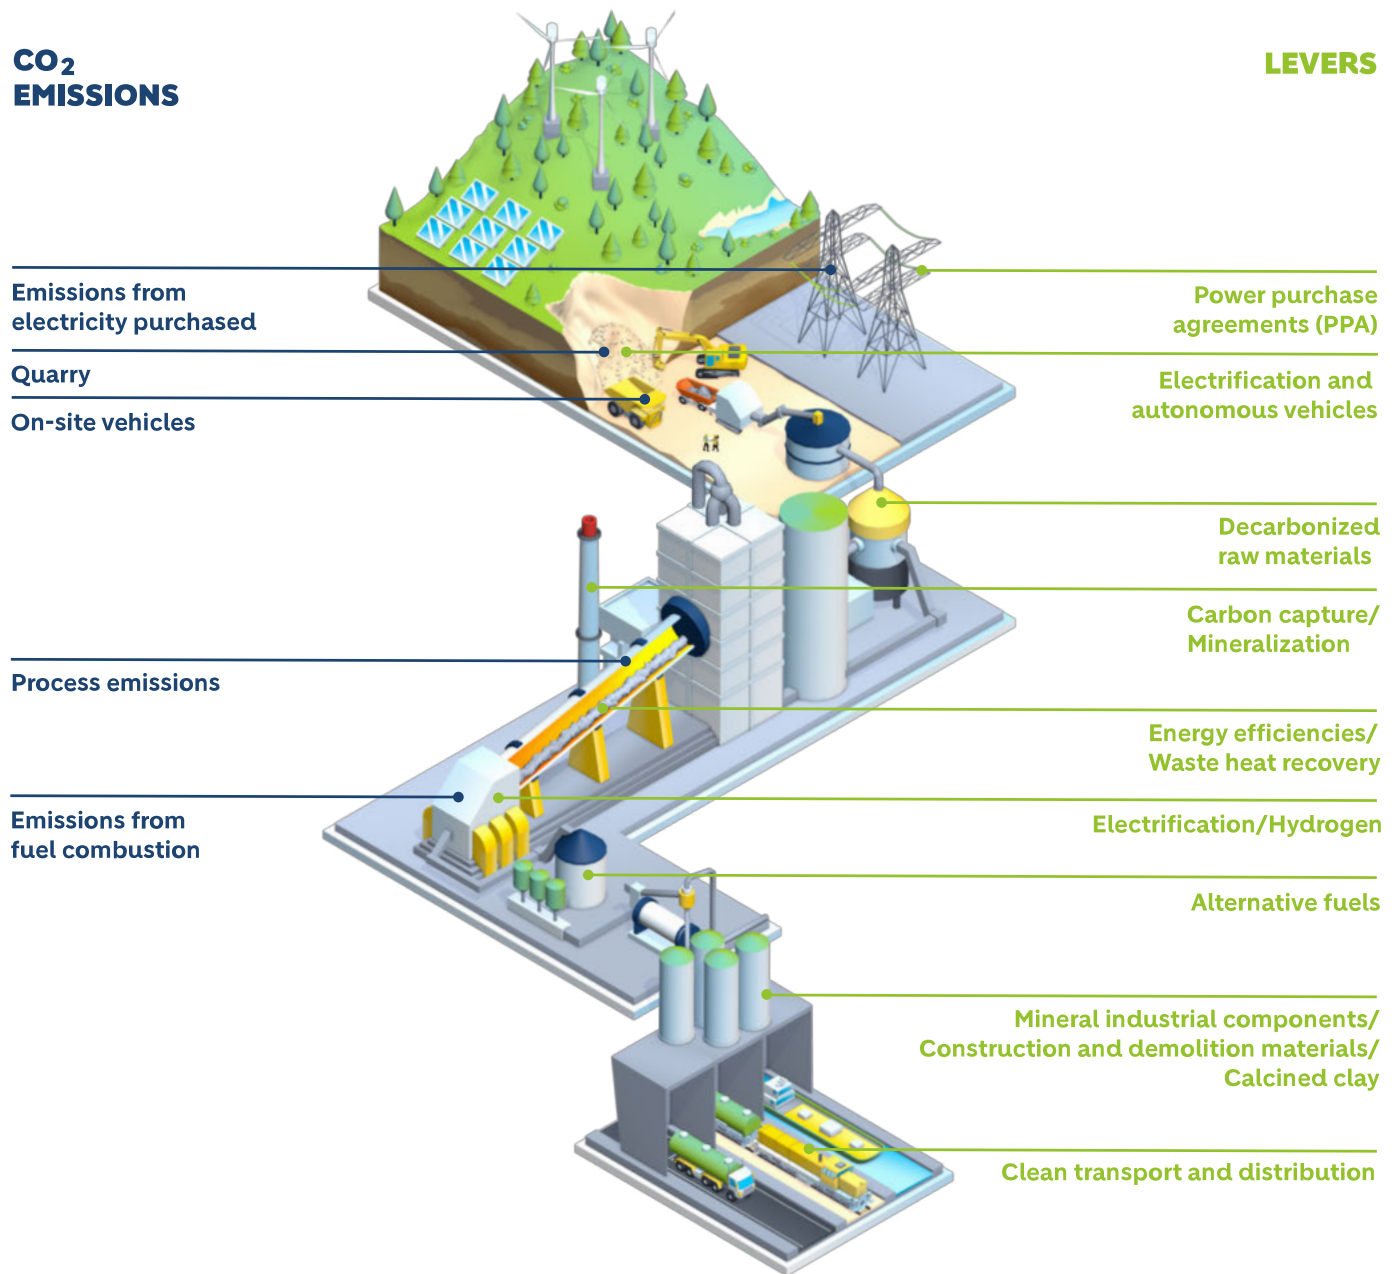 CO₂
EMISSIONS
LEVERS
Emissions from
electricity purchased
Quarry
On-site vehicles
Process emissions
Emissions from
fuel combustion
Power purchase
agreements (PPA)
Electrification and
autonomous vehicles
Decarbonized
raw materials
Carbon capture/
Mineralization
Energy efficiencies/
Waste heat recovery
Electrification/Hydrogen
Alternative fuels
Mineral industrial components/
Construction and demolition materials/
Calcined clay
Clean transport and distribution